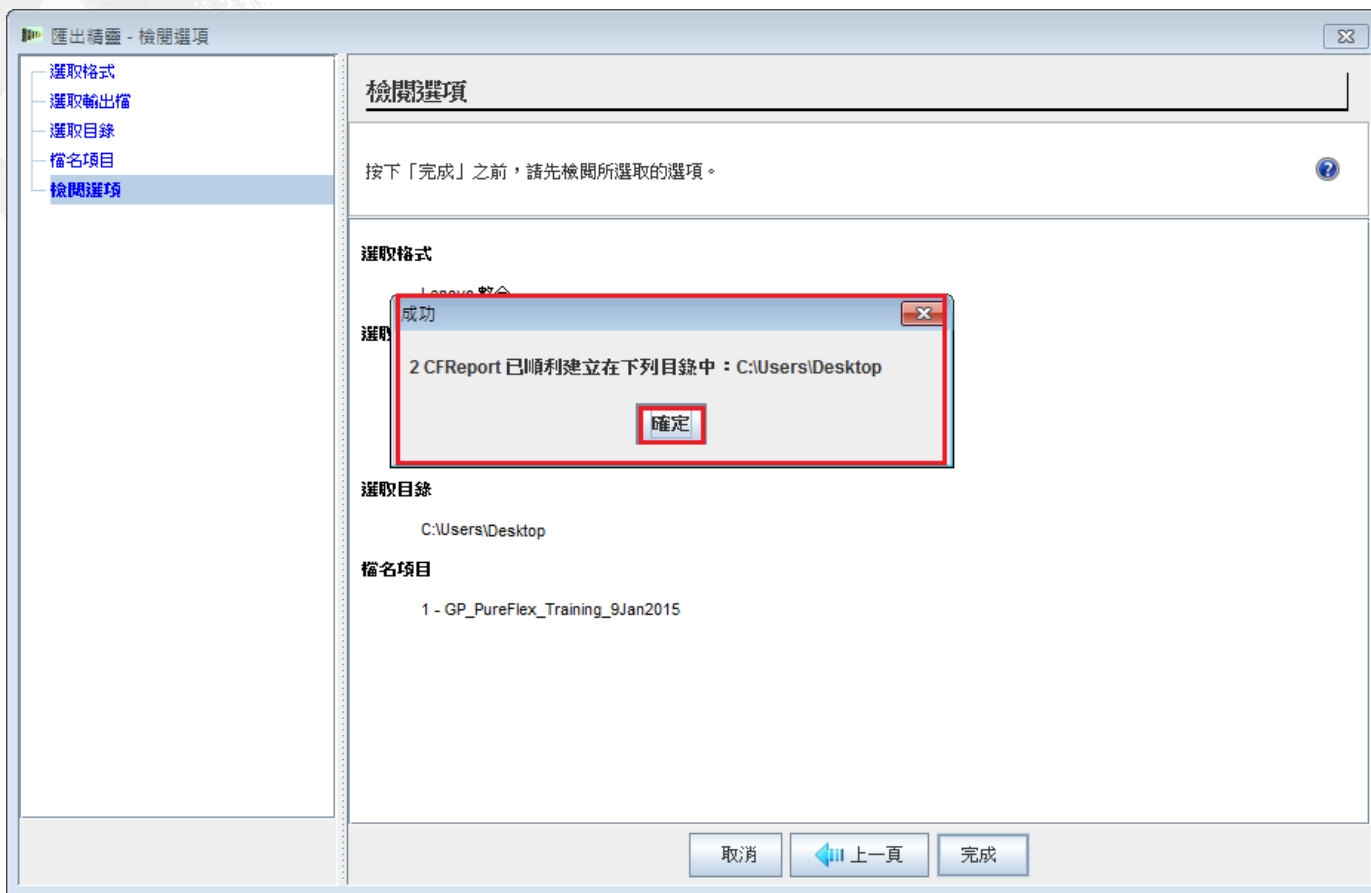 匯出精靈 - 檢閱選項
選取格式
選取輸出檔
選取目錄
檔名項目
檢閱選項
檢閱選項
按下「完成」之前，請先檢閱所選取的選項。
選取格式
選取
成功
2 CFReport 已順利建立在下列目錄中：C:\Users\Desktop
確定
選取目錄
C:\Users\Desktop
檔名項目
1 - GP_PureFlex_Training_9Jan2015
取消
上一頁
完成